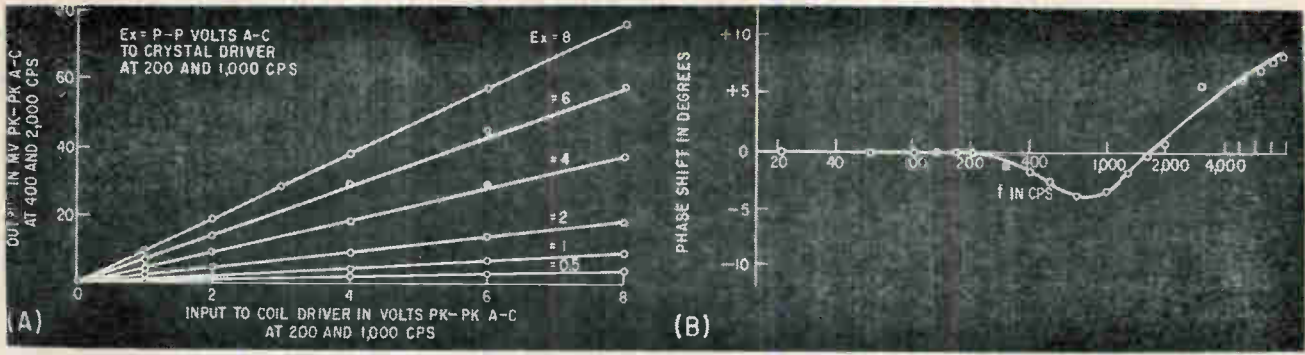 80
60
40
20
0
2
4
6
8
Ex = P-P VOLTS A-C
TO CRYSTAL DRIVER
AT 200 AND 1,000 CPS
Ex = 8
= 6
= 4
= 2
= 1
= 0.5
OUTPUT IN MV PK-PK A-C
AT 400 AND 2,000 CPS
INPUT TO COIL DRIVER IN VOLTS PK-PK A-C
AT 200 AND 1,000 CPS
(A)
+10
+5
0
-5
-10
PHASE SHIFT IN DEGREES
20
40
100
200
400
1,000
2,000
4,000
f IN CPS
(B)